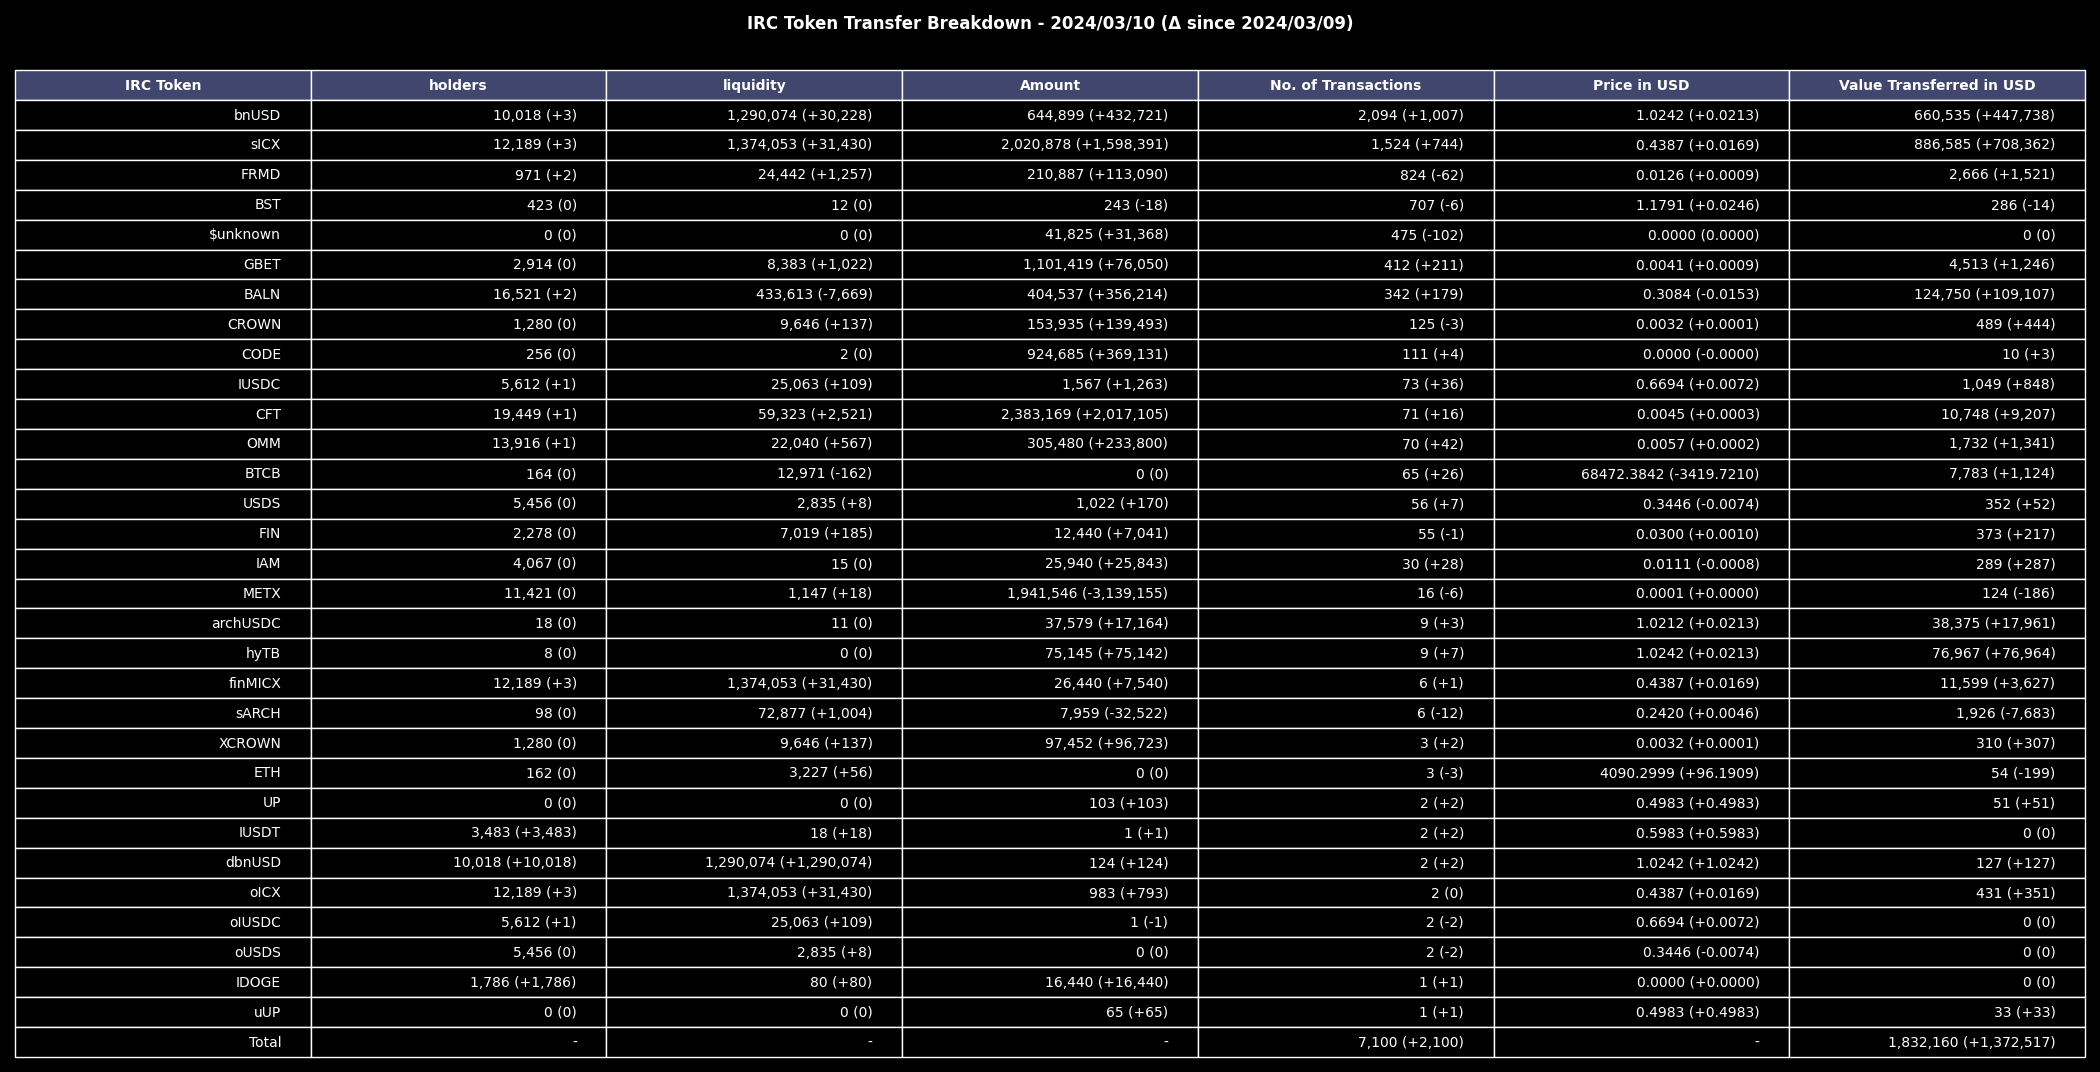 IRC Token Transfer Breakdown - 2024/03/10 (Δ since 2024/03/09)
IRC Token holders liquidity Amount No. of Transactions Price in USD Value Transferred in USD
bnUSD 10,018 (+3) 1,290,074 (+30,228) 644,899 (+432,721) 2,094 (+1,007) 1.0242 (+0.0213) 660,535 (+447,738)
sICX 12,189 (+3) 1,374,053 (+31,430) 2,020,878 (+1,598,391) 1,524 (+744) 0.4387 (+0.0169) 886,585 (+708,362)
FRMD 971 (+2) 24,442 (+1,257) 210,887 (+113,090) 824 (-62) 0.0126 (+0.0009) 2,666 (+1,521)
BST 423 (0) 12 (0) 243 (-18) 707 (-6) 1.1791 (+0.0246) 286 (-14)
$unknown 0 (0) 0 (0) 41,825 (+31,368) 475 (-102) 0.0000 (0.0000) 0 (0)
GBET 2,914 (0) 8,383 (+1,022) 1,101,419 (+76,050) 412 (+211) 0.0041 (+0.0009) 4,513 (+1,246)
BALN 16,521 (+2) 433,613 (-7,669) 404,537 (+356,214) 342 (+179) 0.3084 (-0.0153) 124,750 (+109,107)
CROWN 1,280 (0) 9,646 (+137) 153,935 (+139,493) 125 (-3) 0.0032 (+0.0001) 489 (+444)
CODE 256 (0) 2 (0) 924,685 (+369,131) 111 (+4) 0.0000 (-0.0000) 10 (+3)
IUSDC 5,612 (+1) 25,063 (+109) 1,567 (+1,263) 73 (+36) 0.6694 (+0.0072) 1,049 (+848)
CFT 19,449 (+1) 59,323 (+2,521) 2,383,169 (+2,017,105) 71 (+16) 0.0045 (+0.0003) 10,748 (+9,207)
OMM 13,916 (+1) 22,040 (+567) 305,480 (+233,800) 70 (+42) 0.0057 (+0.0002) 1,732 (+1,341)
BTCB 164 (0) 12,971 (-162) 0 (0) 65 (+26) 68472.3842 (-3419.7210) 7,783 (+1,124)
USDS 5,456 (0) 2,835 (+8) 1,022 (+170) 56 (+7) 0.3446 (-0.0074) 352 (+52)
FIN 2,278 (0) 7,019 (+185) 12,440 (+7,041) 55 (-1) 0.0300 (+0.0010) 373 (+217)
IAM 4,067 (0) 15 (0) 25,940 (+25,843) 30 (+28) 0.0111 (-0.0008) 289 (+287)
METX 11,421 (0) 1,147 (+18) 1,941,546 (-3,139,155) 16 (-6) 0.0001 (+0.0000) 124 (-186)
archUSDC 18 (0) 11 (0) 37,579 (+17,164) 9 (+3) 1.0212 (+0.0213) 38,375 (+17,961)
hyTB 8 (0) 0 (0) 75,145 (+75,142) 9 (+7) 1.0242 (+0.0213) 76,967 (+76,964)
finMICX 12,189 (+3) 1,374,053 (+31,430) 26,440 (+7,540) 6 (+1) 0.4387 (+0.0169) 11,599 (+3,627)
sARCH 98 (0) 72,877 (+1,004) 7,959 (-32,522) 6 (-12) 0.2420 (+0.0046) 1,926 (-7,683)
XCROWN 1,280 (0) 9,646 (+137) 97,452 (+96,723) 3 (+2) 0.0032 (+0.0001) 310 (+307)
ETH 162 (0) 3,227 (+56) 0 (0) 3 (-3) 4090.2999 (+96.1909) 54 (-199)
UP 0 (0) 0 (0) 103 (+103) 2 (+2) 0.4983 (+0.4983) 51 (+51)
IUSDT 3,483 (+3,483) 18 (+18) 1 (+1) 2 (+2) 0.5983 (+0.5983) 0 (0)
dbnUSD 10,018 (+10,018) 1,290,074 (+1,290,074) 124 (+124) 2 (+2) 1.0242 (+1.0242) 127 (+127)
oICX 12,189 (+3) 1,374,053 (+31,430) 983 (+793) 2 (0) 0.4387 (+0.0169) 431 (+351)
oIUSDC 5,612 (+1) 25,063 (+109) 1 (-1) 2 (-2) 0.6694 (+0.0072) 0 (0)
oUSDS 5,456 (0) 2,835 (+8) 0 (0) 2 (-2) 0.3446 (-0.0074) 0 (0)
IDOGE 1,786 (+1,786) 80 (+80) 16,440 (+16,440) 1 (+1) 0.0000 (+0.0000) 0 (0)
uUP 0 (0) 0 (0) 65 (+65) 1 (+1) 0.4983 (+0.4983) 33 (+33)
Total - - - 7,100 (+2,100) - 1,832,160 (+1,372,517)